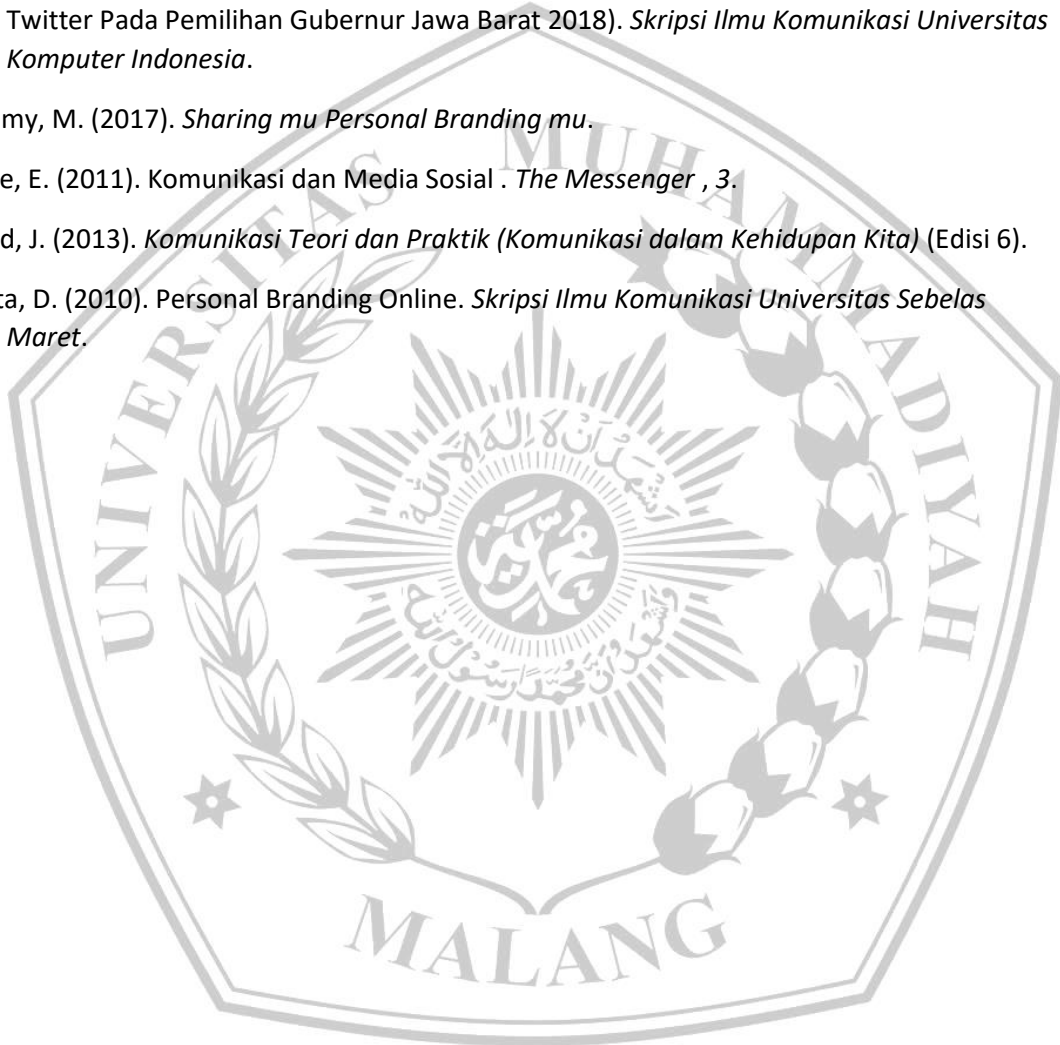 Twitter Pada Pemilihan Gubernur Jawa Barat 2018). Skripsi Ilmu Komunikasi Universitas
Komputer Indonesia.
my, M. (2017). Sharing mu Personal Branding mu.
e, E. (2011). Komunikasi dan Media Sosial . The Messenger , 3.
d, J. (2013). Komunikasi Teori dan Praktik (Komunikasi dalam Kehidupan Kita) (Edisi 6).
ta, D. (2010). Personal Branding Online. Skripsi Ilmu Komunikasi Universitas Sebelas
Maret.
UNIVERSITAS MUHAMMADIYAH
MALANG